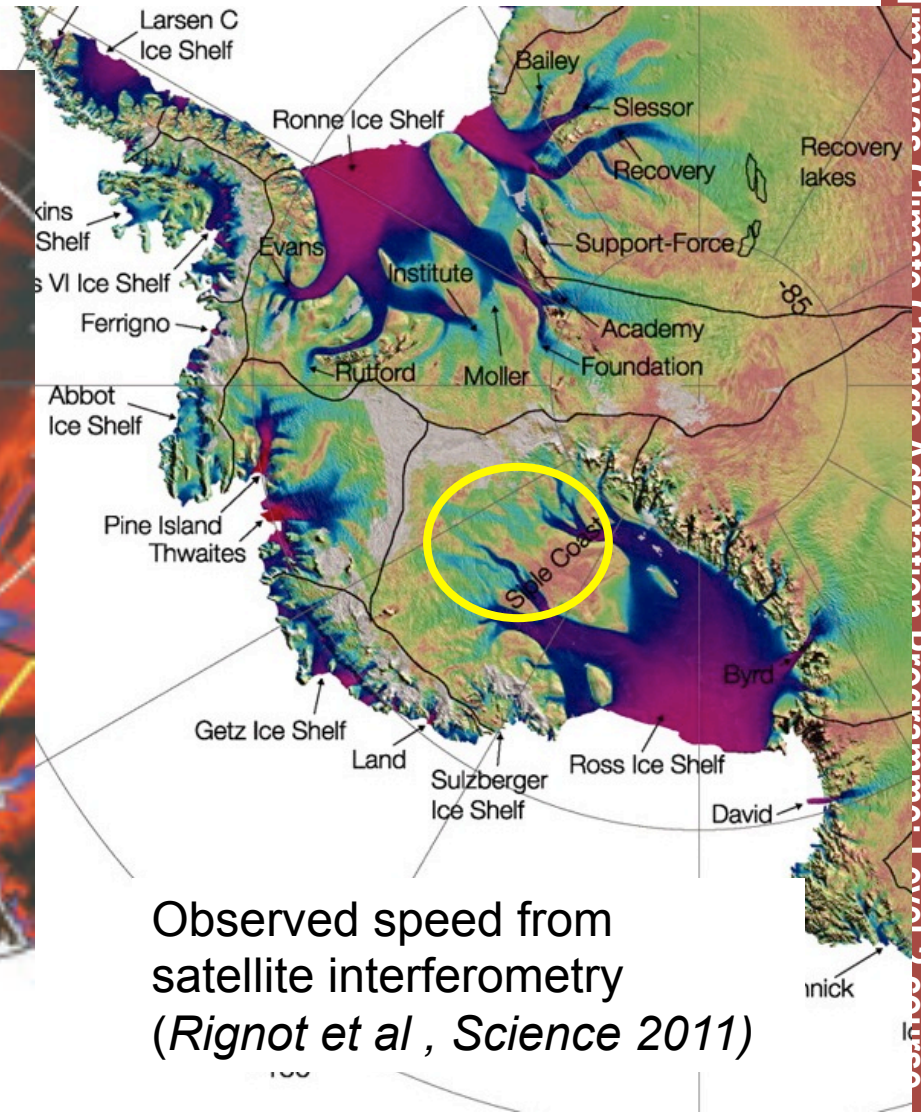 Larsen C
Ice Shelf
Bailey
Slessor
Ronne Ice Shelf
Recovery
Recovery
lakes
kins
Shelf
Evans
Support-Force
s VI Ice Shelf
Institute
-85
Ferrigno
Academy
Rutford
Moller
Foundation
Abbot
Ice Shelf
Pine Island
Thwaites
Siple Coast
Byrd
Getz Ice Shelf
Land
Sulzberger
Ice Shelf
Ross Ice Shelf
David
nnick
Observed speed from
satellite interferometry
(Rignot et al , Science 2011)